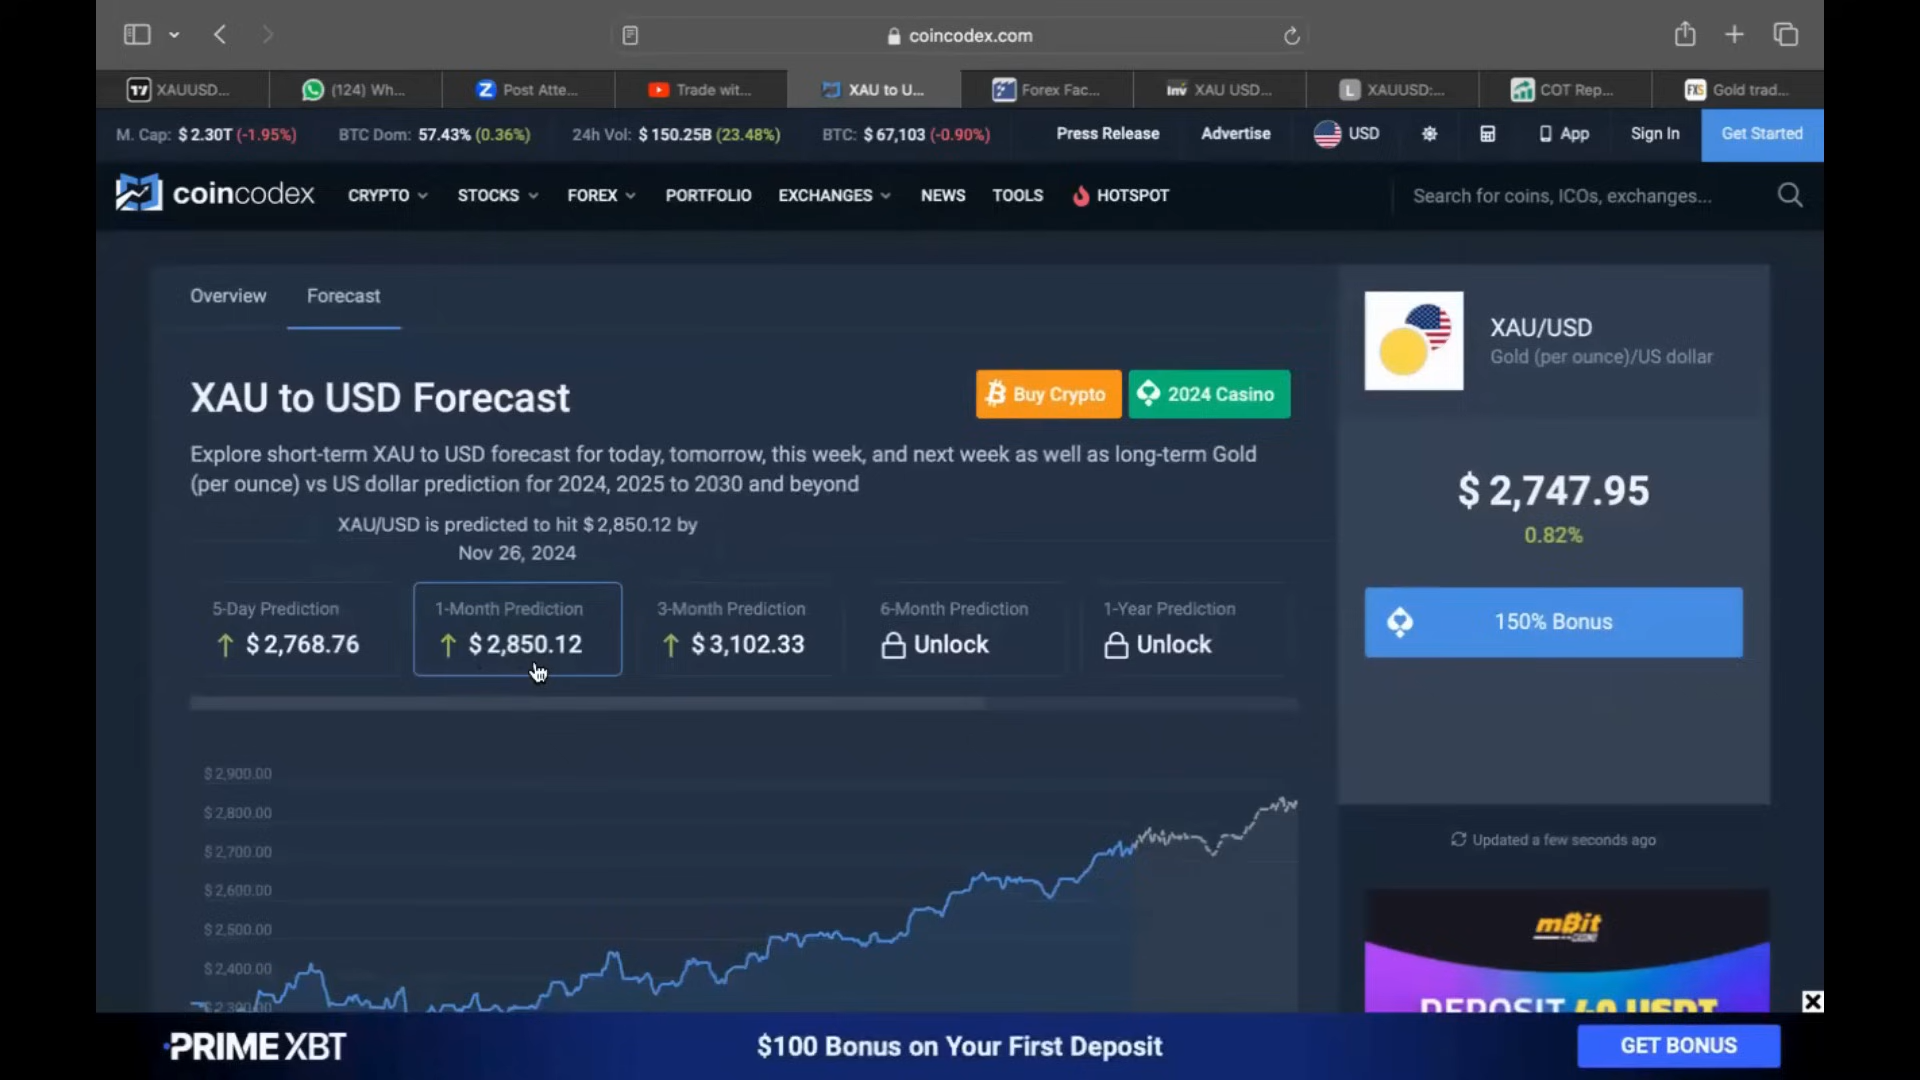 coincodex.com
XAUUSD...
(124) Wh...
Post Atte...
Trade wit...
XAU to U...
Forex Fac...
Inv XAU USD...
L XAUUSD:...
COT Rep...
FXS Gold trad...
M. Cap: $ 2.30T (-1.95%) BTC Dom: 57.43% (0.36%) 24h Vol: $ 150.25B (23.48%) BTC: $ 67,103 (-0.90%) Press Release Advertise USD App Sign In Get Started
coincodex CRYPTO STOCKS FOREX PORTFOLIO EXCHANGES NEWS TOOLS HOTSPOT Search for coins, ICOs, exchanges...
Overview Forecast
XAU to USD Forecast
Buy Crypto
2024 Casino
Explore short-term XAU to USD forecast for today, tomorrow, this week, and next week as well as long-term Gold
(per ounce) vs US dollar prediction for 2024, 2025 to 2030 and beyond
XAU/USD is predicted to hit $ 2,850.12 by
Nov 26, 2024
5-Day Prediction
↑ $ 2,768.76
1-Month Prediction
↑ $ 2,850.12
3-Month Prediction
↑ $ 3,102.33
6-Month Prediction
Unlock
1-Year Prediction
Unlock
$ 2,900.00
$ 2,800.00
$ 2,700.00
$ 2,600.00
$ 2,500.00
$ 2,400.00
$ 2,300.00
XAU/USD
Gold (per ounce)/US dollar
$ 2,747.95
0.82%
150% Bonus
Updated a few seconds ago
mBit
CASINO
DEPOSIT 40 USDT
PRIME XBT
$100 Bonus on Your First Deposit
GET BONUS